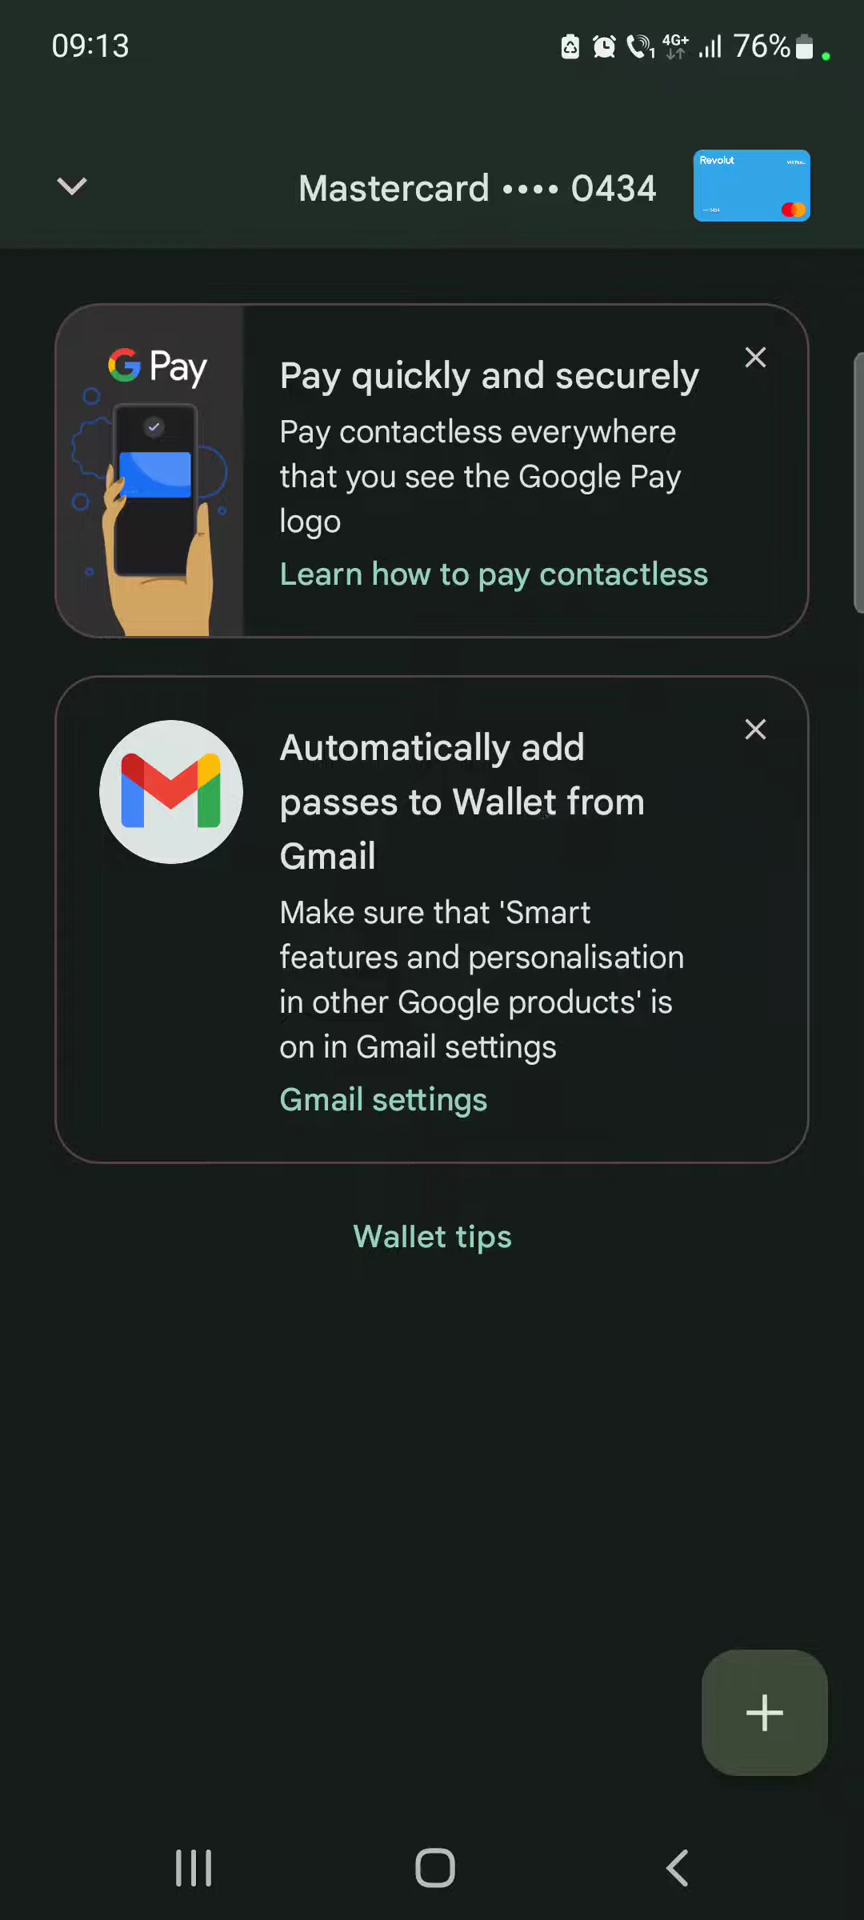 09:13
4G+
76%
Mastercard •••• 0434
Revolut
G Pay
Pay quickly and securely
Pay contactless everywhere
that you see the Google Pay
logo
Learn how to pay contactless
Automatically add
passes to Wallet from
Gmail
Make sure that 'Smart
features and personalisation
in other Google products' is
on in Gmail settings
Gmail settings
Wallet tips